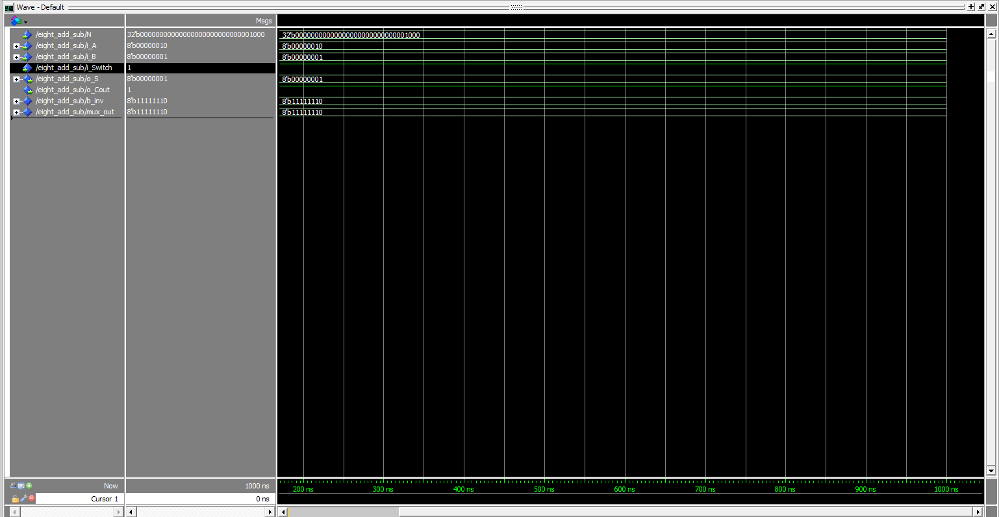 Wave - Default
Msgs
/eight_add_sub/N 32'b00000000000000000000000000001000 32'b00000000000000000000000000001000
/eight_add_sub/i_A 8'b00000010 8'b00000010
/eight_add_sub/i_B 8'b00000001 8'b00000001
/eight_add_sub/i_Switch 1
/eight_add_sub/o_S 8'b00000001 8'b00000001
/eight_add_sub/o_Cout 1
/eight_add_sub/b_inv 8'b11111110 8'b11111110
/eight_add_sub/mux_out 8'b11111110 8'b11111110
Now 1000 ns 200 ns 300 ns 400 ns 500 ns 600 ns 700 ns 800 ns 900 ns 1000 ns
Cursor 1 0 ns